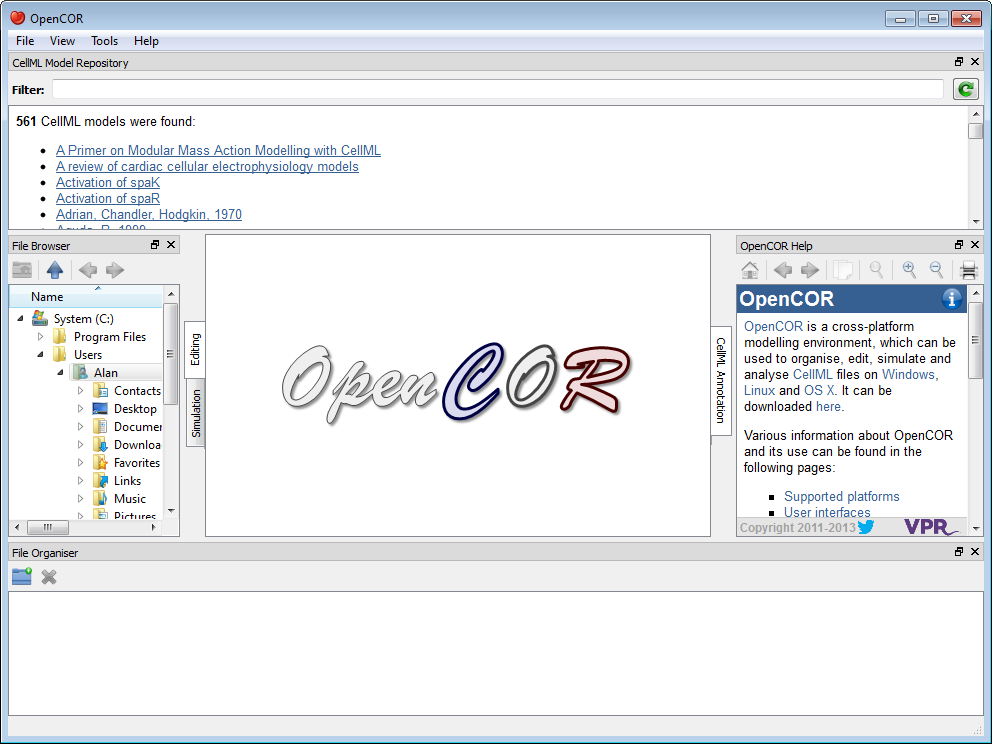 OpenCOR
File View Tools Help
CellML Model Repository
Filter:
561 CellML models were found:
A Primer on Modular Mass Action Modelling with CellML
A review of cardiac cellular electrophysiology models
Activation of spaK
Activation of spaR
Adrian, Chandler, Hodgkin, 1970
File Browser
Name
System (C:)
Program Files
Users
Alan
Contacts
Desktop
Documer
Downloa
Favorites
Links
Music
Pictures
Editing
Simulation
OpenCOR
CellML Annotation
OpenCOR Help
OpenCOR
OpenCOR is a cross-platform
modelling environment, which can be
used to organise, edit, simulate and
analyse CellML files on Windows,
Linux and OS X. It can be
downloaded here.
Various information about OpenCOR
and its use can be found in the
following pages:
Supported platforms
User interfaces
Copyright 2011-2013 VPR
File Organiser